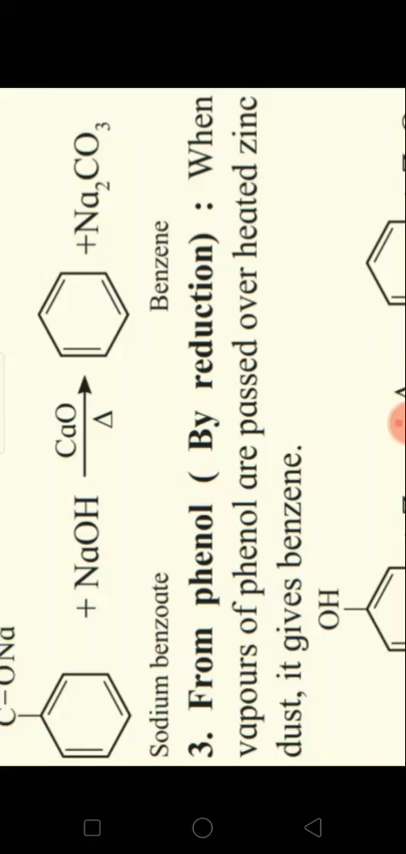 C–ONa
+ NaOH CaO Δ +Na₂CO₃
Sodium benzoate Benzene
3. From phenol ( By reduction) : When
vapours of phenol are passed over heated zinc
dust, it gives benzene.
OH